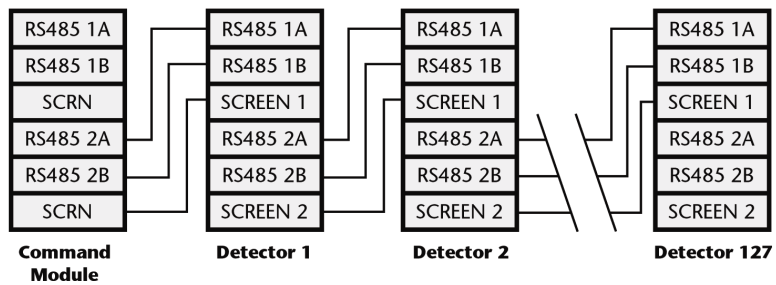 RS485 1A
RS485 1B
SCRN
RS485 2A
RS485 2B
SCRN
Command
Module
RS485 1A
RS485 1B
SCREEN 1
RS485 2A
RS485 2B
SCREEN 2
Detector 1
RS485 1A
RS485 1B
SCREEN 1
RS485 2A
RS485 2B
SCREEN 2
Detector 2
RS485 1A
RS485 1B
SCREEN 1
RS485 2A
RS485 2B
SCREEN 2
Detector 127